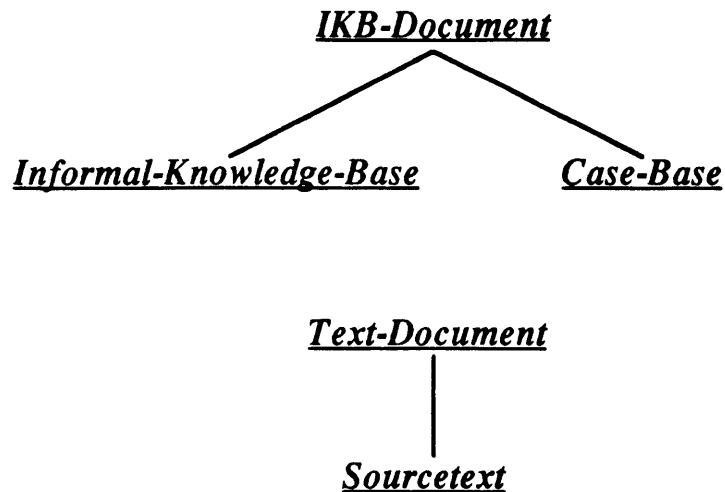 IKB-Document
Informal-Knowledge-Base Case-Base
Text-Document
Sourcetext